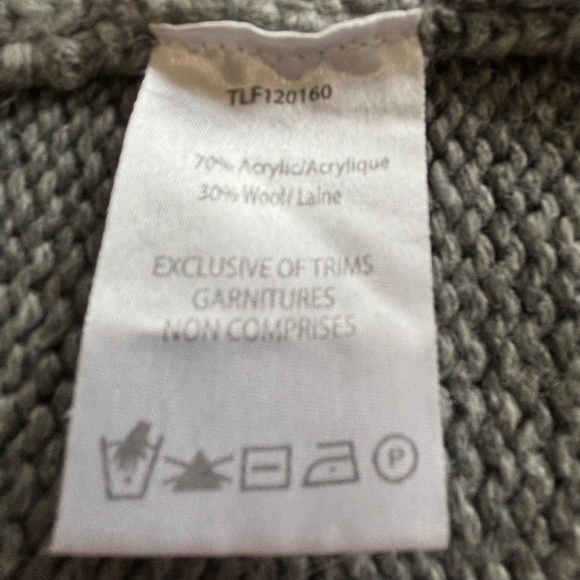 TLF120160
70% Acrylic/Acrylique
30% Wool/ Laine
EXCLUSIVE OF TRIMS
GARNITURES
NON COMPRISES
P